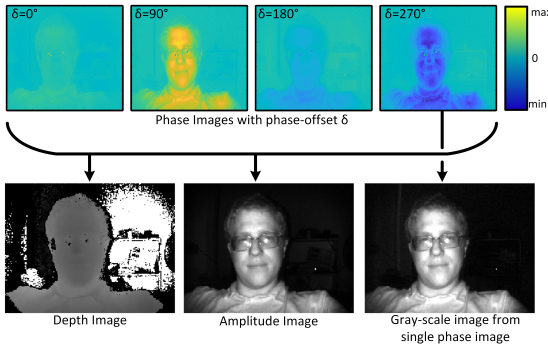 δ=0°
δ=90°
δ=180°
δ=270°
max
0
min
Phase Images with phase-offset δ
Depth Image
Amplitude Image
Gray-scale image from
single phase image